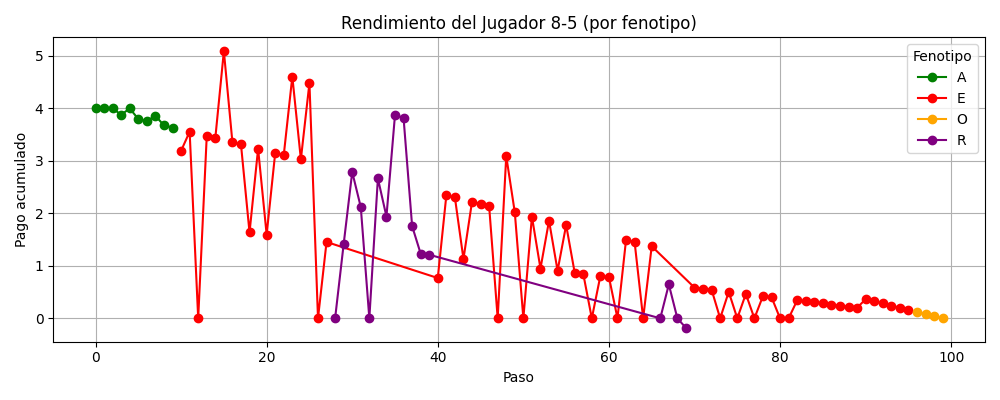 Rendimiento del Jugador 8-5 (por fenotipo)
Pago acumulado
5
4
3
2
1
0
0
20
40
60
80
100
Paso
Fenotipo
A
E
O
R